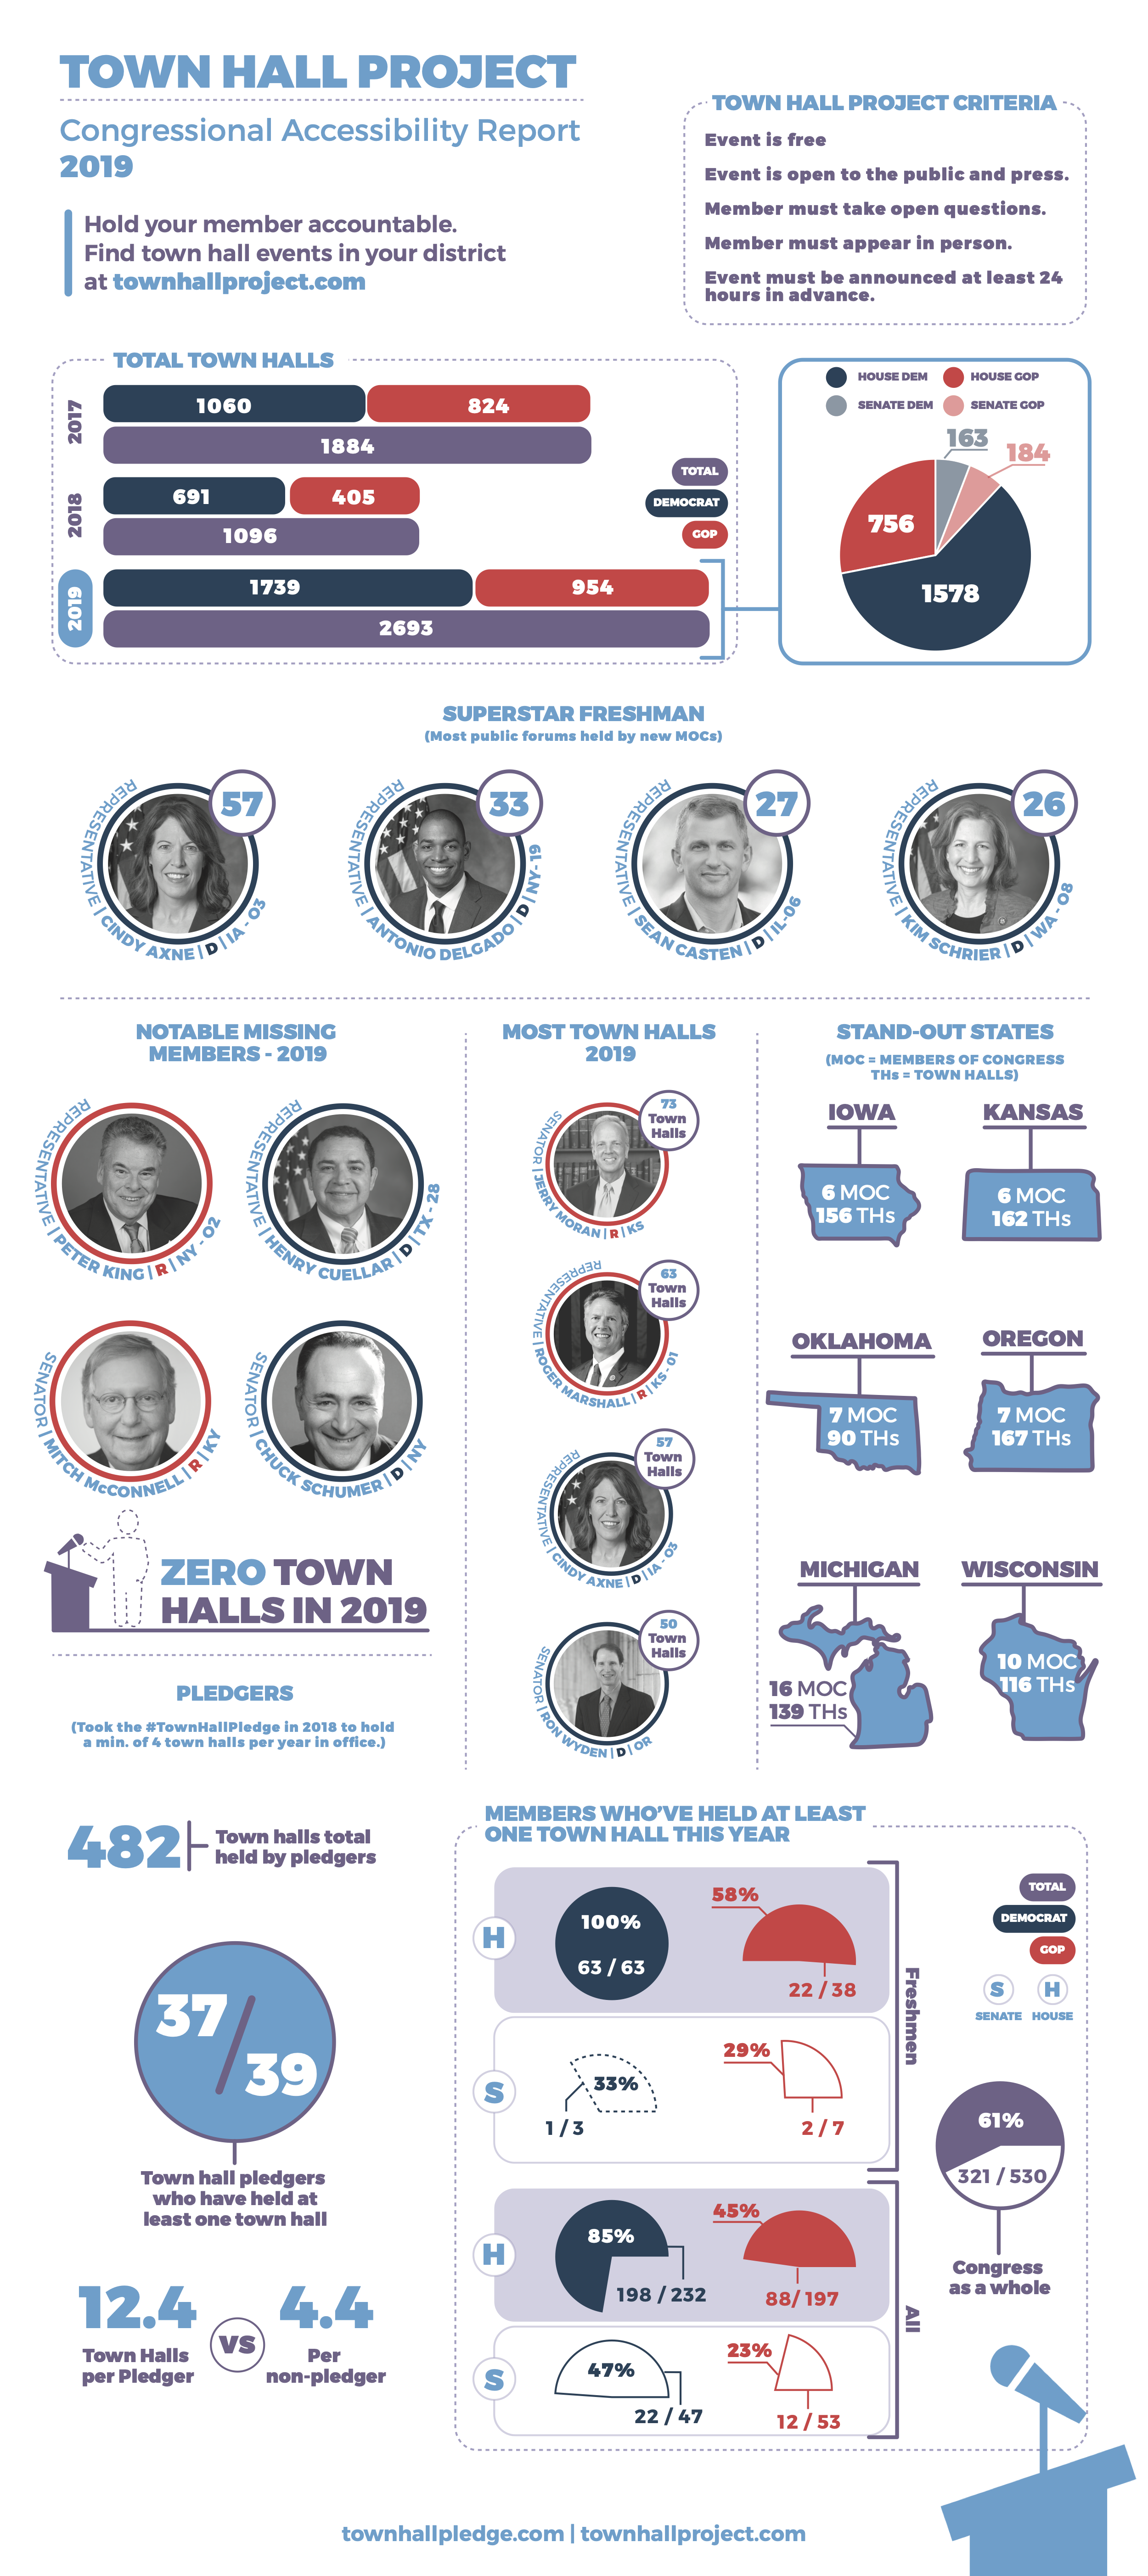 TOWN HALL PROJECT
Congressional Accessibility Report
2019
Hold your member accountable.
Find town hall events in your district
at townhallproject.com
TOWN HALL PROJECT CRITERIA
Event is free
Event is open to the public and press.
Member must take open questions.
Member must appear in person.
Event must be announced at least 24
hours in advance.
TOTAL TOWN HALLS
2017
1060
824
1884
2018
691
405
1096
2019
1739
954
2693
TOTAL
DEMOCRAT
GOP
HOUSE DEM
HOUSE GOP
SENATE DEM
SENATE GOP
163
184
756
1578
SUPERSTAR FRESHMAN
(Most public forums held by new MOCs)
57
REPRESENTATIVE | CINDY AXNE | D | IA - 03
33
REPRESENTATIVE | ANTONIO DELGADO | D | NY-19
27
REPRESENTATIVE | SEAN CASTEN | D | IL-06
26
REPRESENTATIVE | KIM SCHRIER | D | WA - 08
NOTABLE MISSING
MEMBERS - 2019
REPRESENTATIVE | PETER KING | R | NY - 02
REPRESENTATIVE | HENRY CUELLAR | D | TX - 28
SENATOR | MITCH McCONNELL | R | KY
SENATOR | CHUCK SCHUMER | D | NY
ZERO TOWN
HALLS IN 2019
MOST TOWN HALLS
2019
73
Town
Halls
SENATOR | JERRY MORAN | R | KS
63
Town
Halls
REPRESENTATIVE | ROGER MARSHALL | R | KS - 01
57
Town
Halls
REPRESENTATIVE | CINDY AXNE | D | IA - 03
50
Town
Halls
SENATOR | RON WYDEN | D | OR
STAND-OUT STATES
(MOC = MEMBERS OF CONGRESS
THs = TOWN HALLS)
IOWA
6 MOC
156 THs
KANSAS
6 MOC
162 THs
OKLAHOMA
7 MOC
90 THs
OREGON
7 MOC
167 THs
MICHIGAN
16 MOC
139 THs
WISCONSIN
10 MOC
116 THs
PLEDGERS
(Took the #TownHallPledge in 2018 to hold
a min. of 4 town halls per year in office.)
482
Town halls total
held by pledgers
37/39
Town hall pledgers
who have held at
least one town hall
12.4
Town Halls
per Pledger
VS
4.4
Per
non-pledger
MEMBERS WHO'VE HELD AT LEAST
ONE TOWN HALL THIS YEAR
H
100%
63 / 63
58%
22 / 38
S
33%
1 / 3
29%
2 / 7
Freshmen
H
85%
198 / 232
45%
88/ 197
S
47%
22 / 47
23%
12 / 53
All
TOTAL
DEMOCRAT
GOP
S
H
SENATE
HOUSE
61%
321 / 530
Congress
as a whole
townhallpledge.com | townhallproject.com